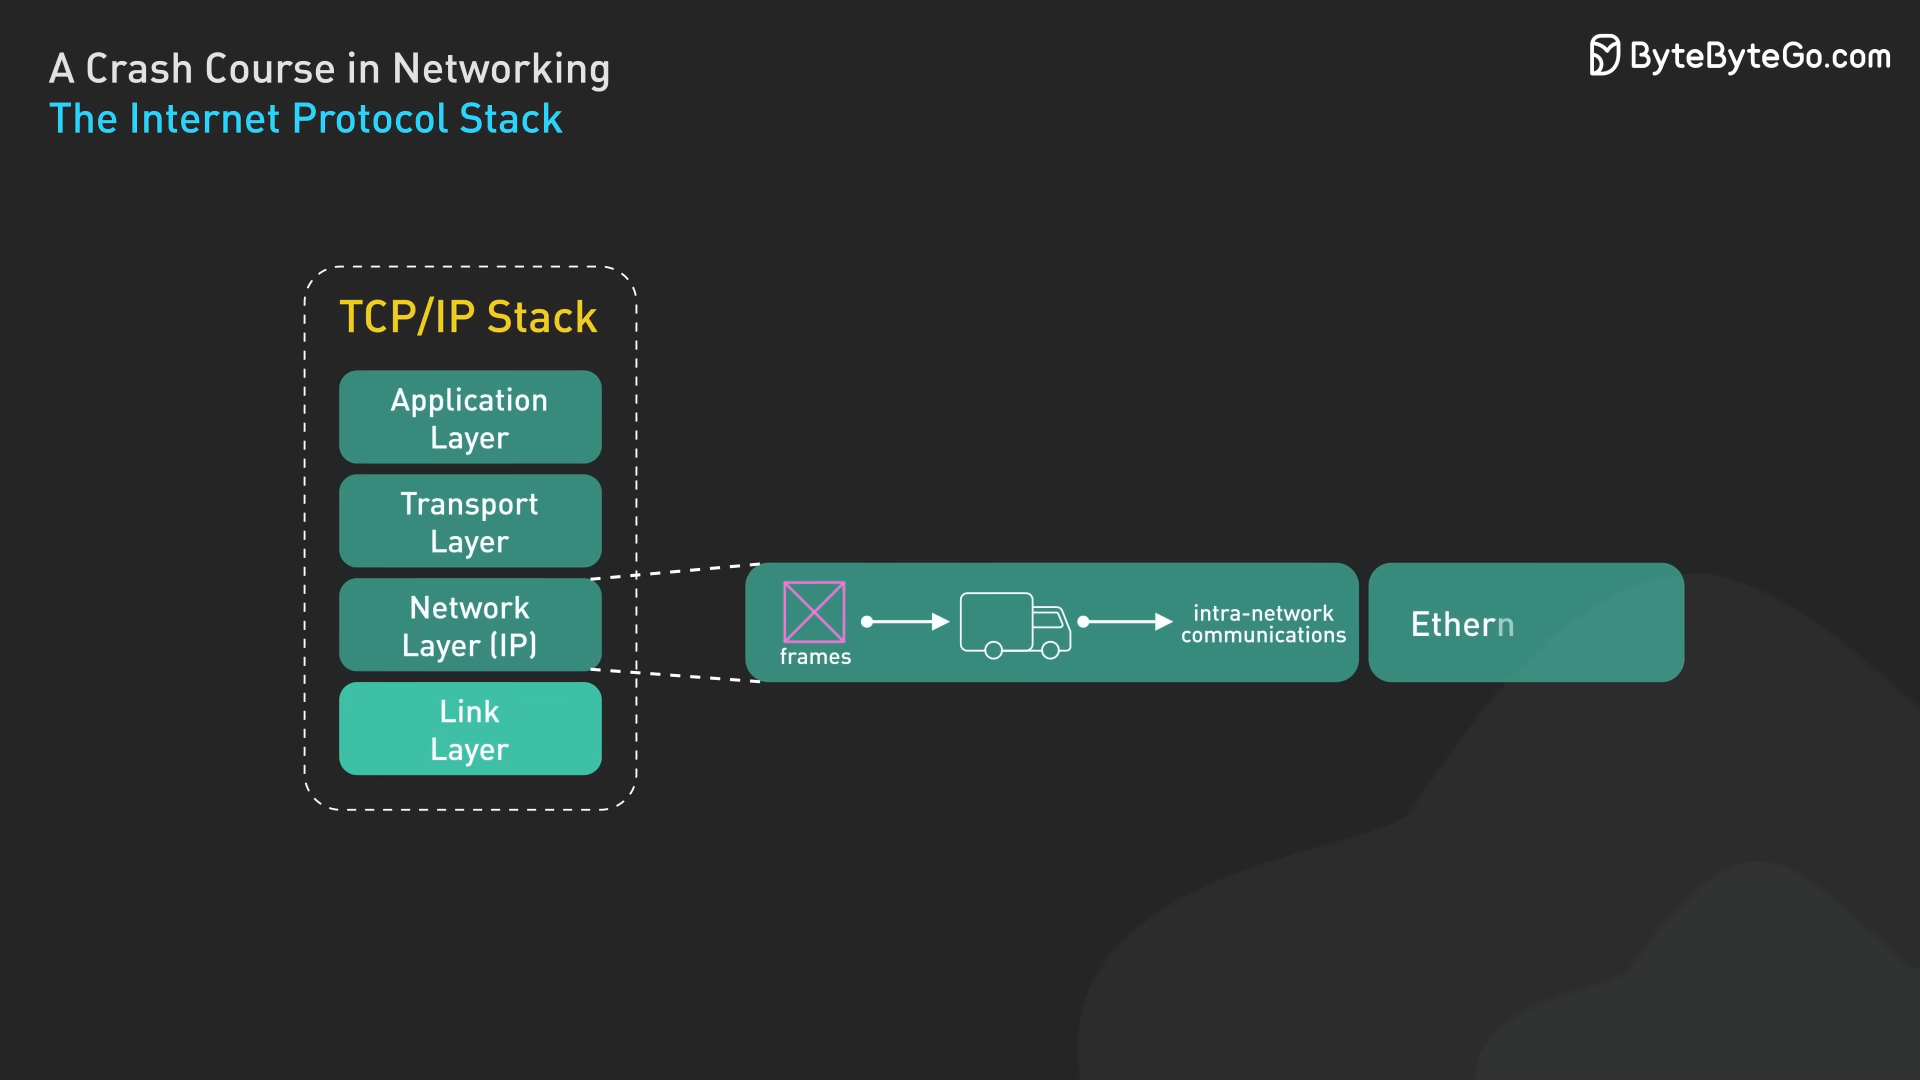 A Crash Course in Networking
The Internet Protocol Stack
ByteByteGo.com
TCP/IP Stack
Application
Layer
Transport
Layer
Network
Layer (IP)
Link
Layer
frames
intra-network
communications
Ethern